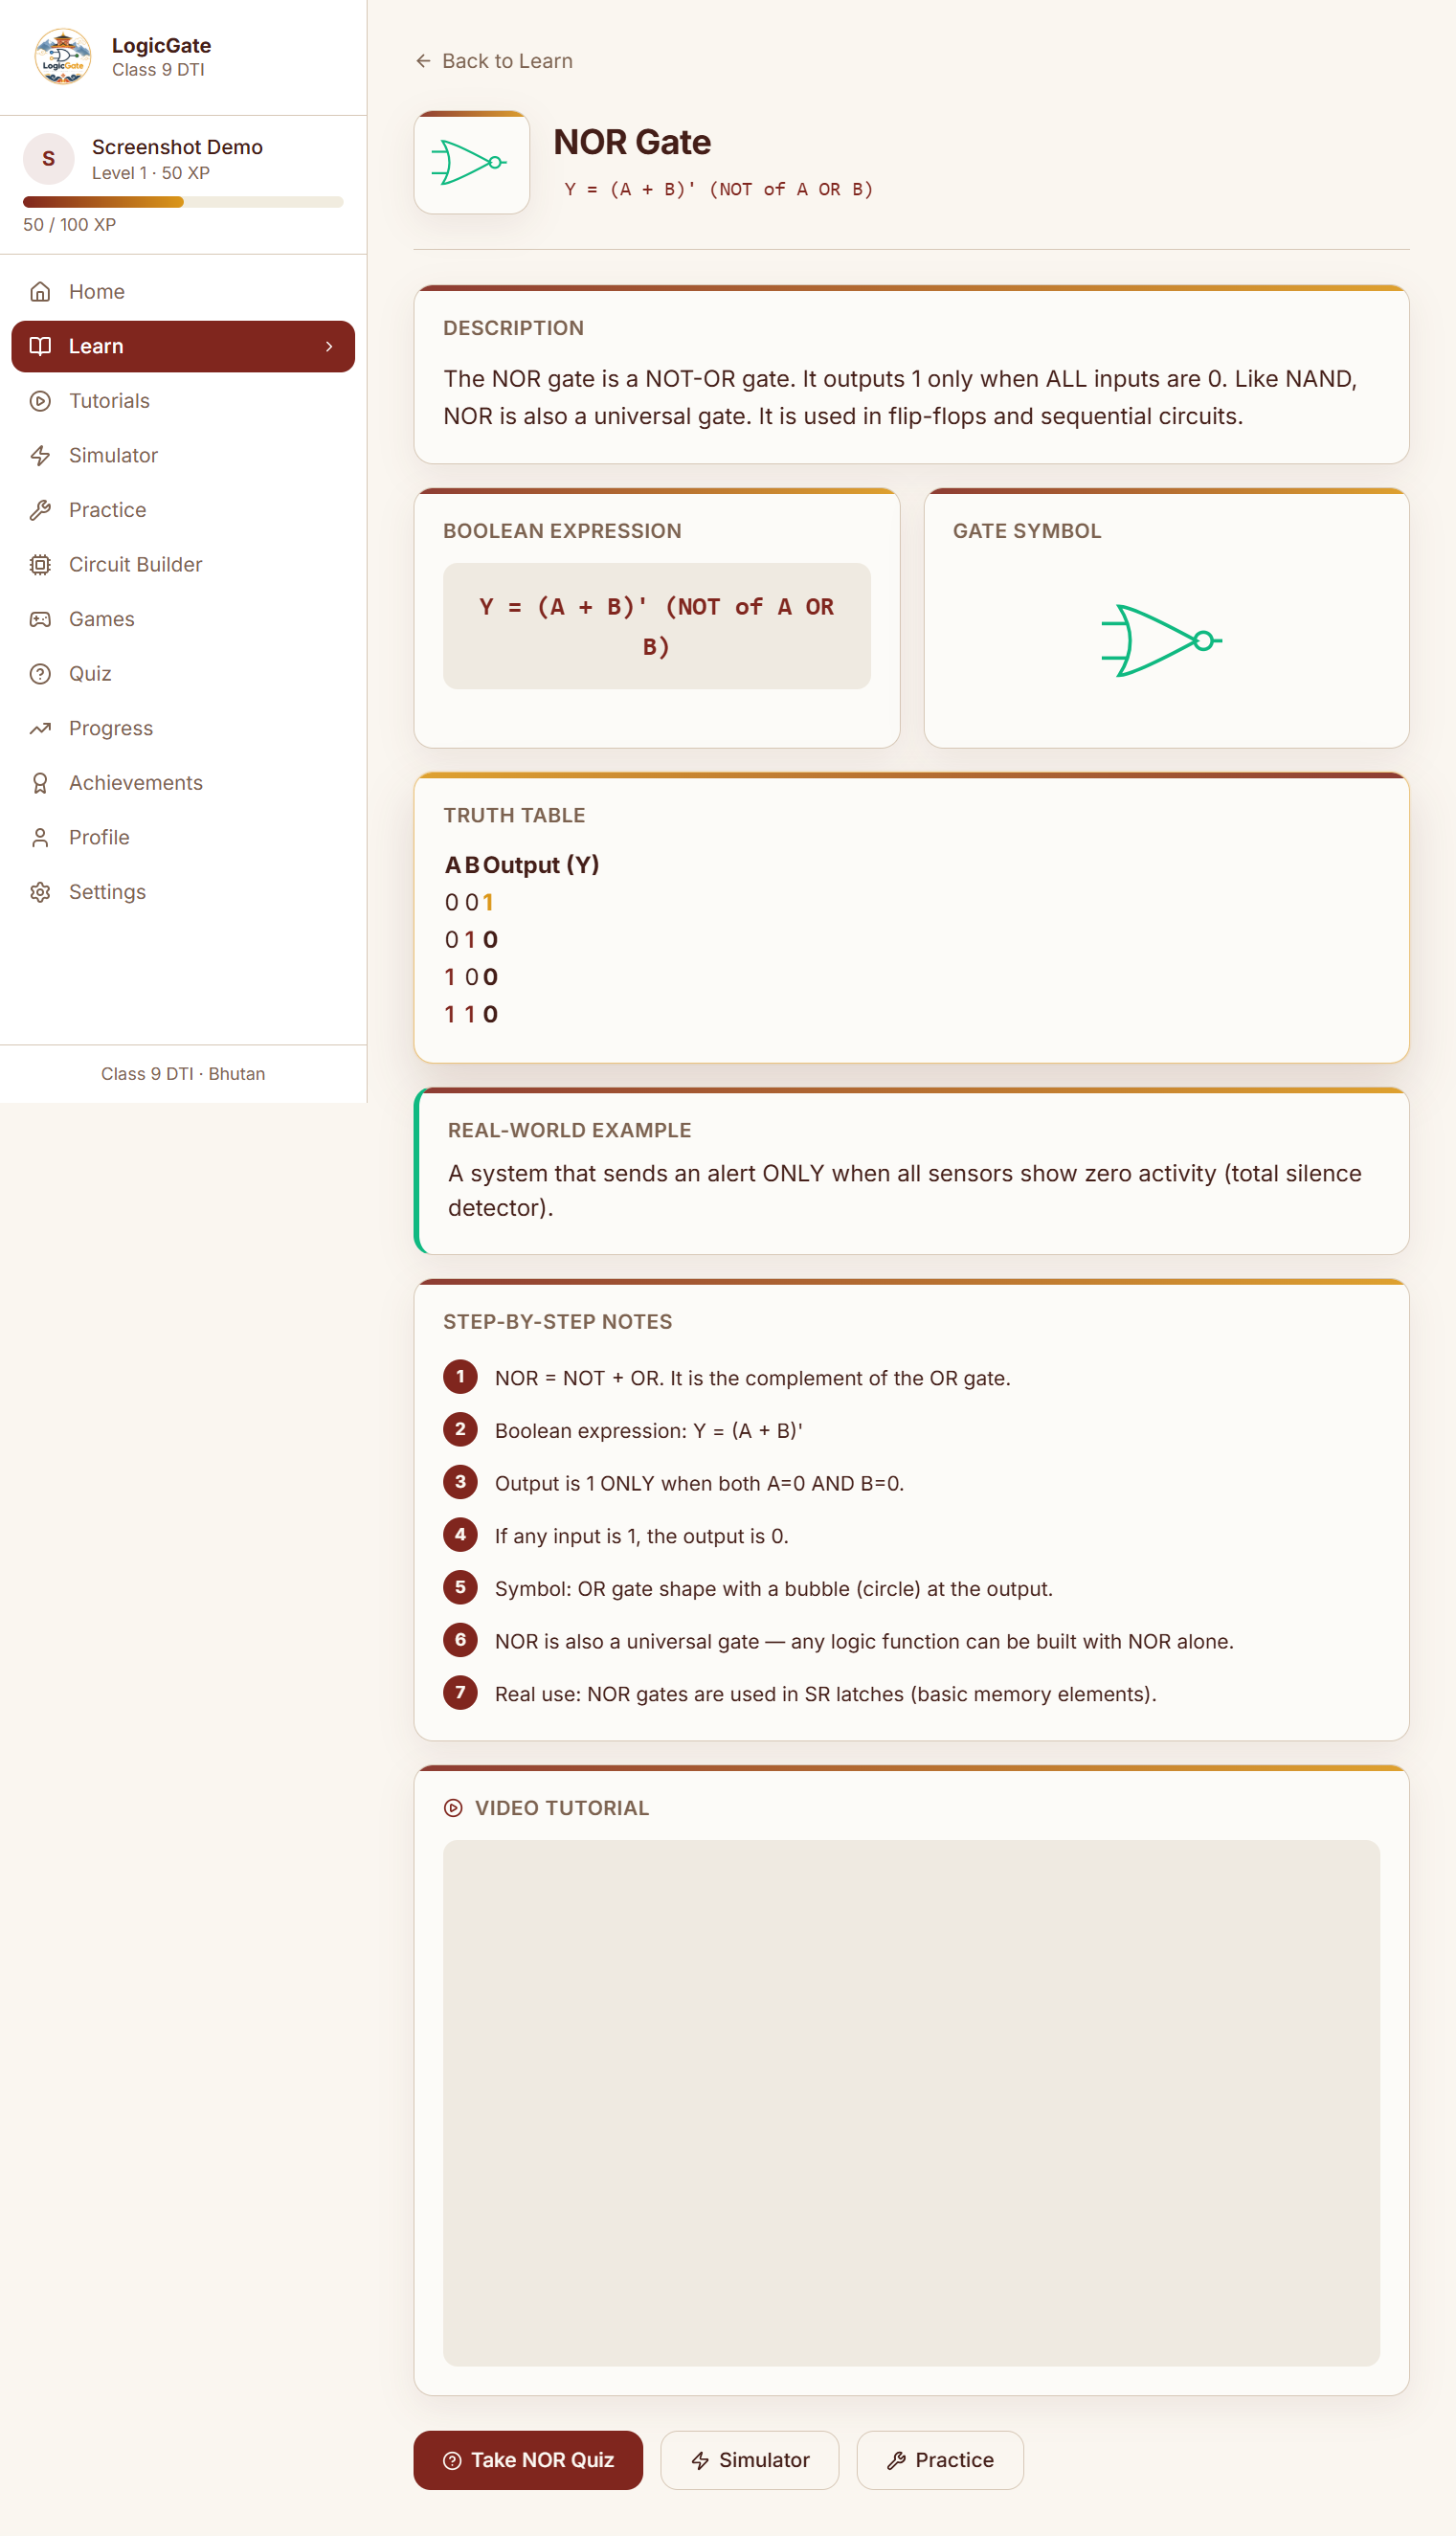 LogicGate
LogicGate
Class 9 DTI
S
Screenshot Demo
Level 1 · 50 XP
50 / 100 XP
Home
Learn
Tutorials
Simulator
Practice
Circuit Builder
Games
Quiz
Progress
Achievements
Profile
Settings
Class 9 DTI · Bhutan
Back to Learn
NOR Gate
Y = (A + B)' (NOT of A OR B)
DESCRIPTION
The NOR gate is a NOT-OR gate. It outputs 1 only when ALL inputs are 0. Like NAND,
NOR is also a universal gate. It is used in flip-flops and sequential circuits.
BOOLEAN EXPRESSION
Y = (A + B)' (NOT of A OR
B)
GATE SYMBOL
TRUTH TABLE
A B Output (Y)
0 0 1
0 1 0
1 0 0
1 1 0
REAL-WORLD EXAMPLE
A system that sends an alert ONLY when all sensors show zero activity (total silence
detector).
STEP-BY-STEP NOTES
1 NOR = NOT + OR. It is the complement of the OR gate.
2 Boolean expression: Y = (A + B)'
3 Output is 1 ONLY when both A=0 AND B=0.
4 If any input is 1, the output is 0.
5 Symbol: OR gate shape with a bubble (circle) at the output.
6 NOR is also a universal gate — any logic function can be built with NOR alone.
7 Real use: NOR gates are used in SR latches (basic memory elements).
VIDEO TUTORIAL
Take NOR Quiz
Simulator
Practice